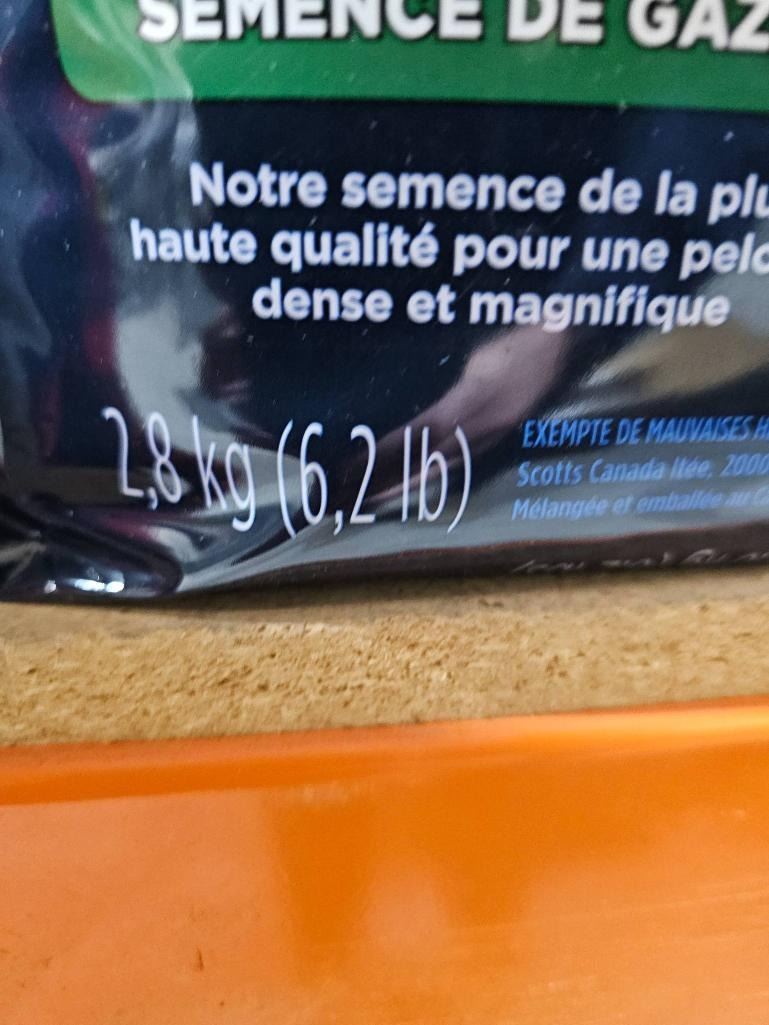 SEMENCE DE GAZ
Notre semence de la plu
haute qualité pour une pelo
dense et magnifique
2,8 kg (6,2 lb)
EXEMPTE DE MAUVAISES H
Scotts Canada ltée, 2000
Mélangée et emballée au C